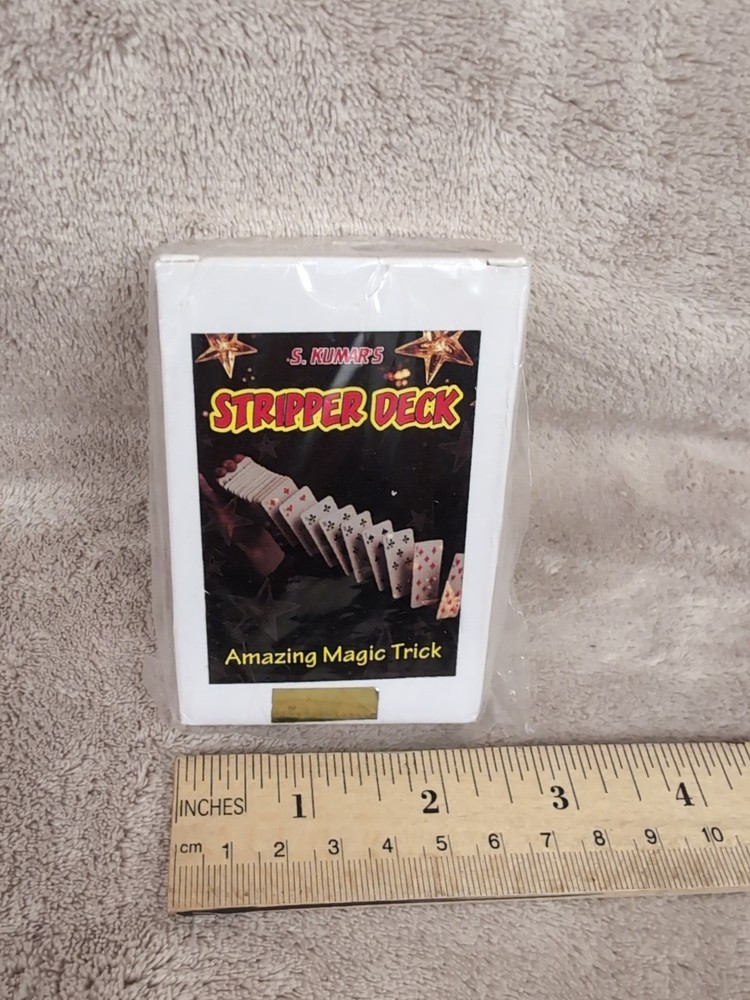 S. KUMAR'S
STRIPPER DECK
Amazing Magic Trick
INCHES 1 2 3 4
cm 1 2 3 4 5 6 7 8 9 10